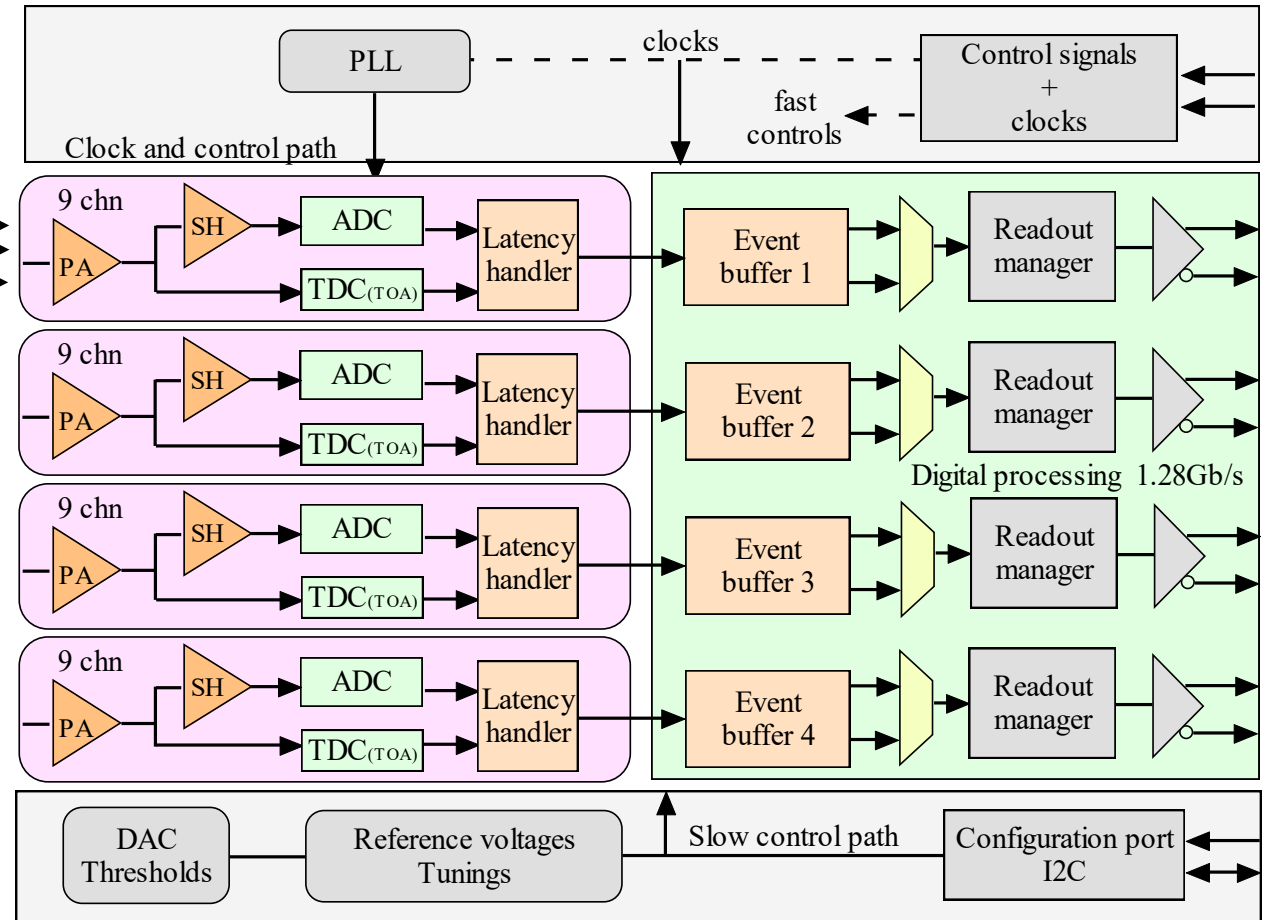 PLL
clocks
Control signals
+
clocks
fast
controls
Clock and control path
9 chn
PA
SH
ADC
TDC(TOA)
Latency
handler
Event
buffer 1
Readout
manager
9 chn
PA
SH
ADC
TDC(TOA)
Latency
handler
Event
buffer 2
Readout
manager
Digital processing 1.28Gb/s
9 chn
PA
SH
ADC
TDC(TOA)
Latency
handler
Event
buffer 3
Readout
manager
9 chn
PA
SH
ADC
TDC(TOA)
Latency
handler
Event
buffer 4
Readout
manager
DAC
Thresholds
Reference voltages
Tunings
Slow control path
Configuration port
I2C